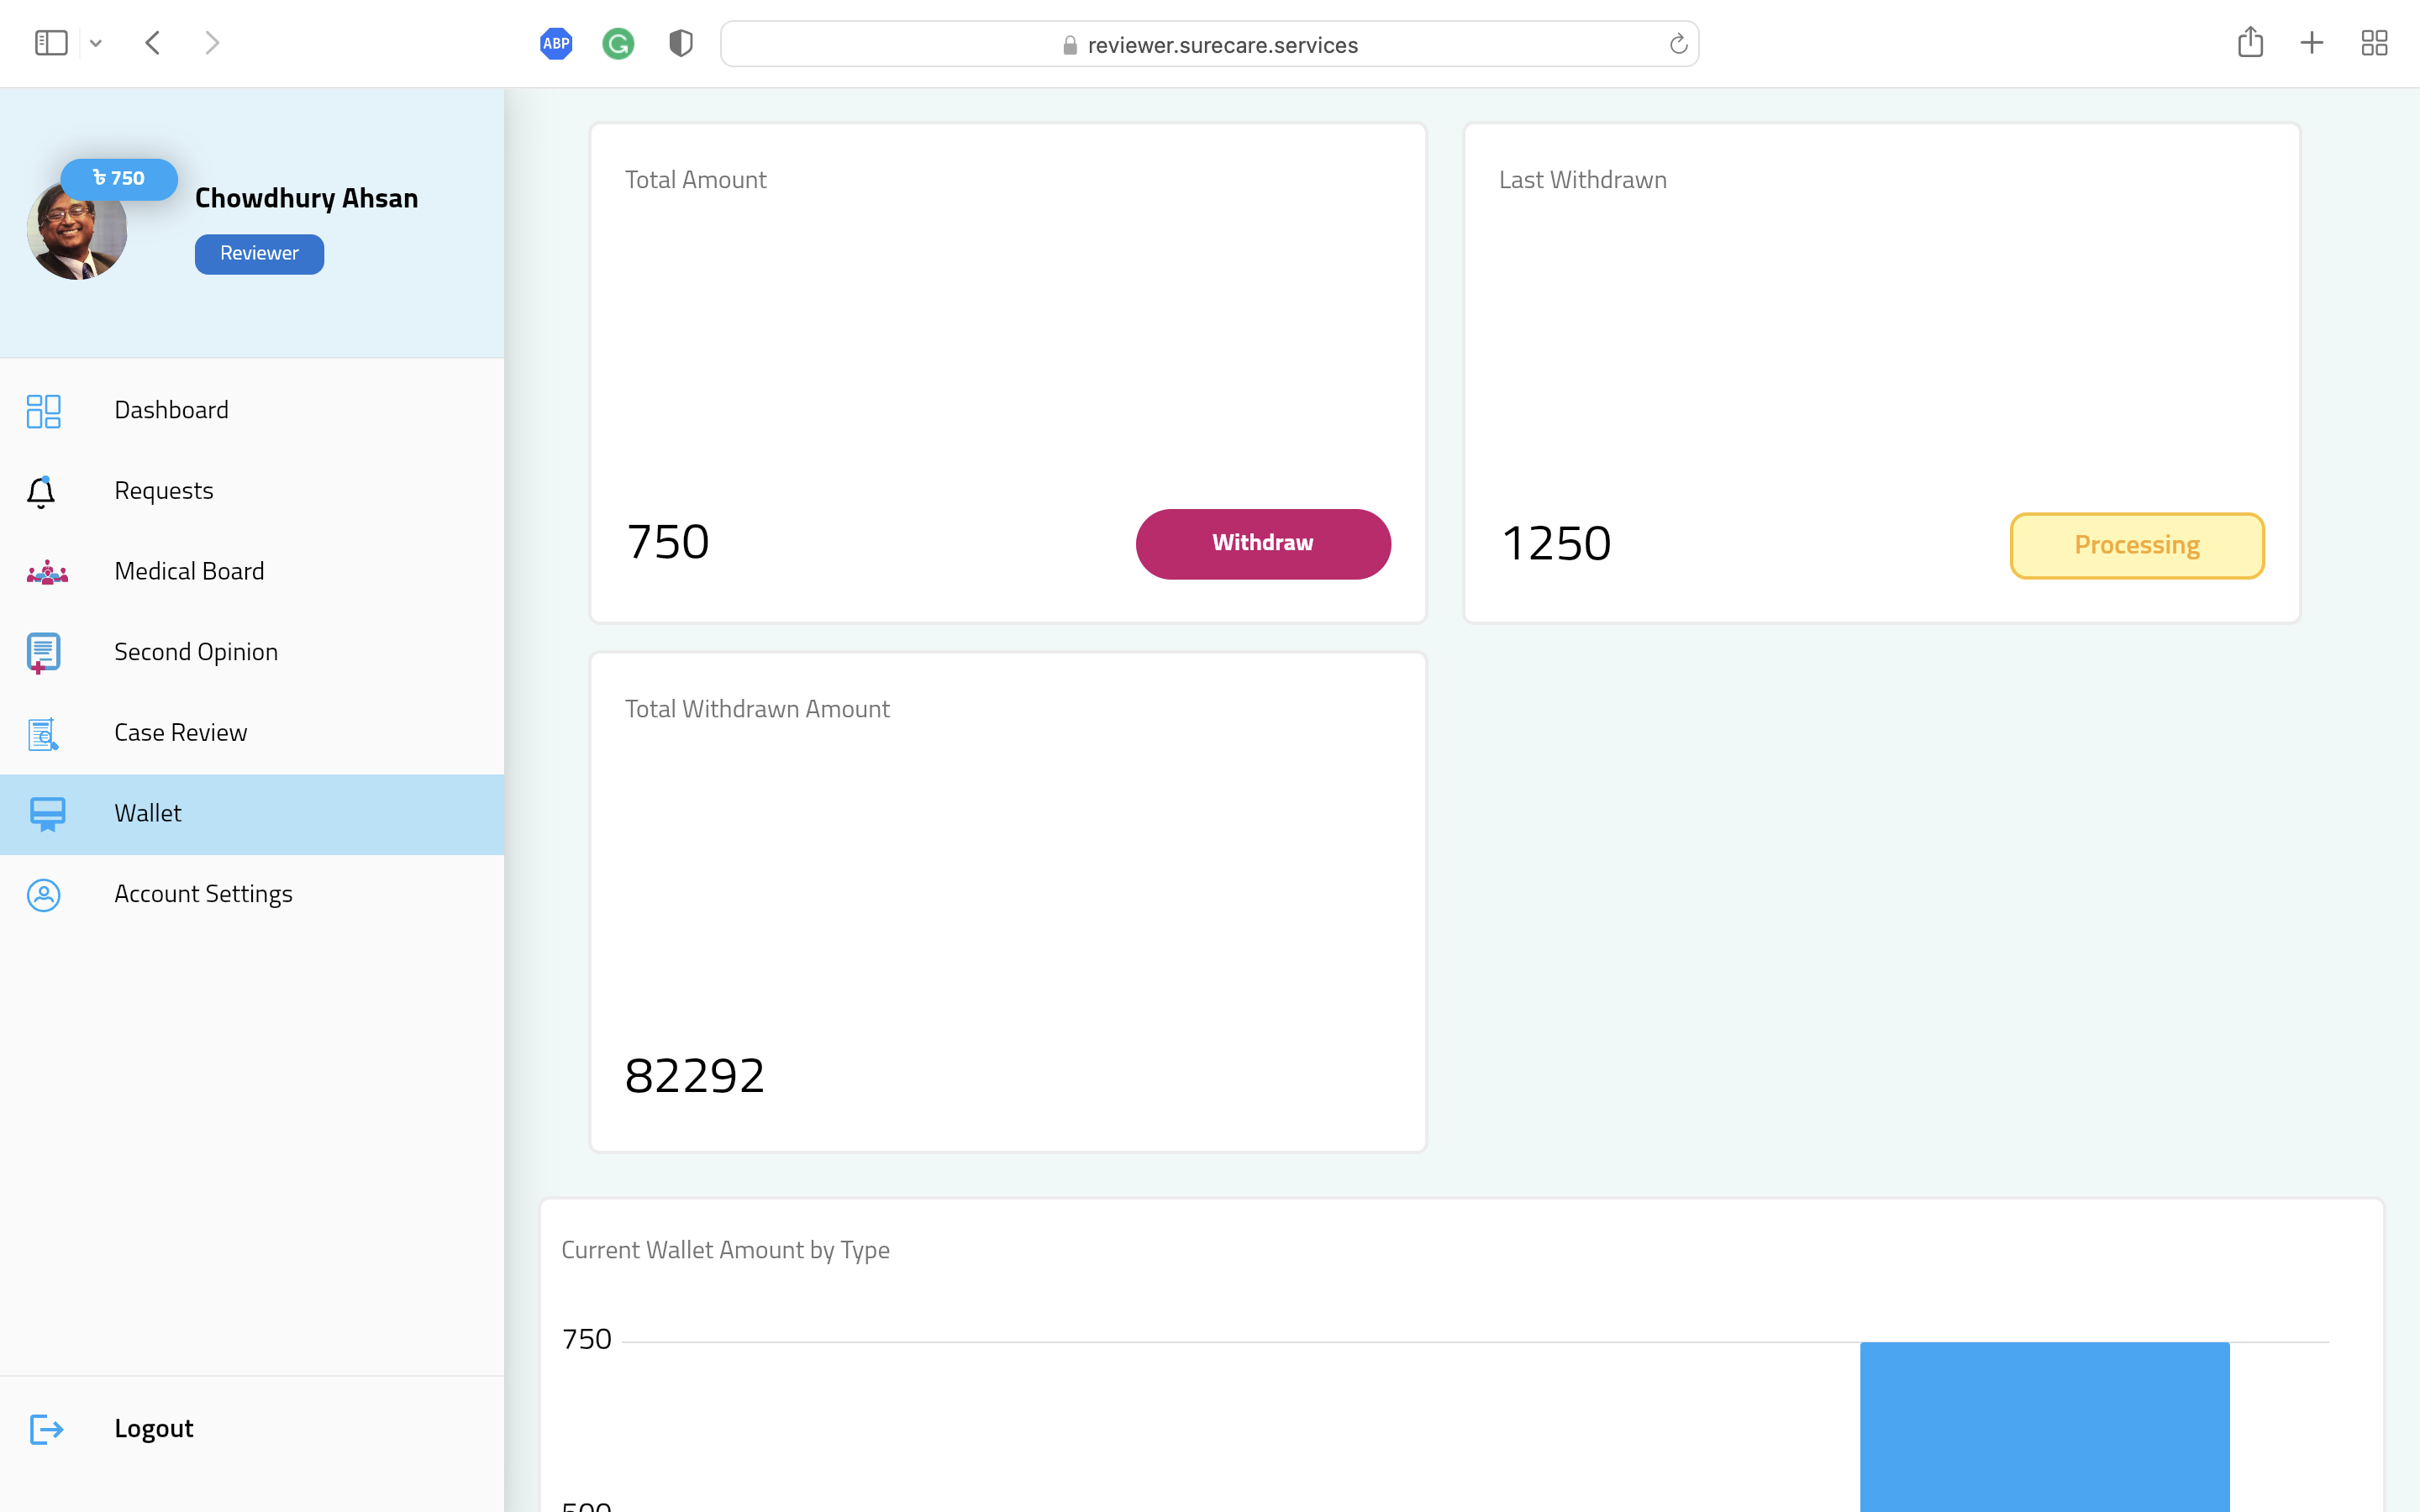 ABP
reviewer.surecare.services
৳ 750
Chowdhury Ahsan
Reviewer
Dashboard
Requests
Medical Board
Second Opinion
Case Review
Wallet
Account Settings
Logout
Total Amount
750
Withdraw
Last Withdrawn
1250
Processing
Total Withdrawn Amount
82292
Current Wallet Amount by Type
750
500